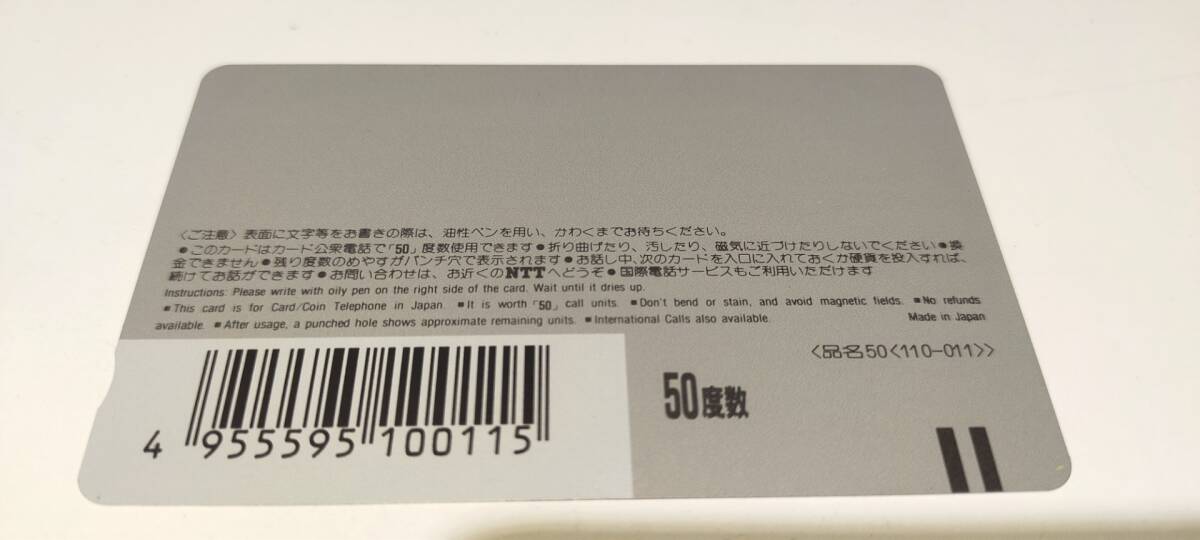 〈ご注意〉表面に文字等をお書きの際は、油性ペンを用い、かわくまでお待ちください。
●このカードはカード公衆電話で「50」度数使用できます●折り曲げたり、汚したり、磁気に近づけたりしないでください●換
金できません●残り度数のめやすがパンチ穴で表示されます●お話し中、次のカードを入口に入れておくか硬貨を投入すれば、
続けてお話ができます●お問い合わせは、お近くのNTTへどうぞ●国際電話サービスもご利用いただけます
Instructions: Please write with oily pen on the right side of the card. Wait until it dries up.
■This card is for Card/Coin Telephone in Japan. ■It is worth「50」call units. ■Don't bend or stain, and avoid magnetic fields. ■No refunds
available. ■After usage, a punched hole shows approximate remaining units. ■International Calls also available.
Made in Japan
〈品名50〈110-011〉〉
50度数
4 955595 100115